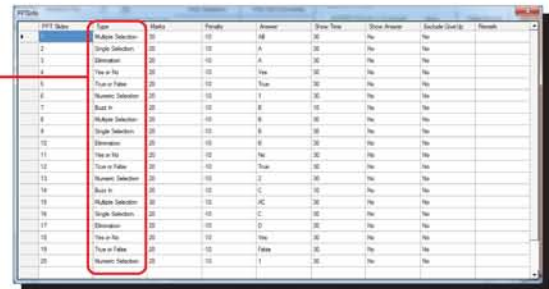 PPTInfo
PPT Slides Type Marks Penalty Answer Show Time Show Answer Exclude GiveUp Remark
1 Multiple Selection 20 10 AB 30 No No
2 Single Selection 20 10 A 30 No No
3 Elimination 20 10 A 30 No No
4 Yes or No 20 10 Yes 30 No No
5 True or False 20 10 True 30 No No
6 Numeric Selection 20 10 1 30 No No
7 Buzz In 20 10 B 10 No No
8 Multiple Selection 20 10 B 30 No No
9 Single Selection 20 10 B 30 No No
10 Elimination 20 10 B 30 No No
11 Yes or No 20 10 No 30 No No
12 True or False 20 10 True 30 No No
13 Numeric Selection 20 10 2 30 No No
14 Buzz In 20 10 C 10 No No
15 Multiple Selection 20 10 AC 30 No No
16 Single Selection 20 10 C 30 No No
17 Elimination 20 10 D 30 No No
18 Yes or No 20 10 Yes 30 No No
19 True or False 20 10 False 30 No No
20 Numeric Selection 20 10 1 30 No No